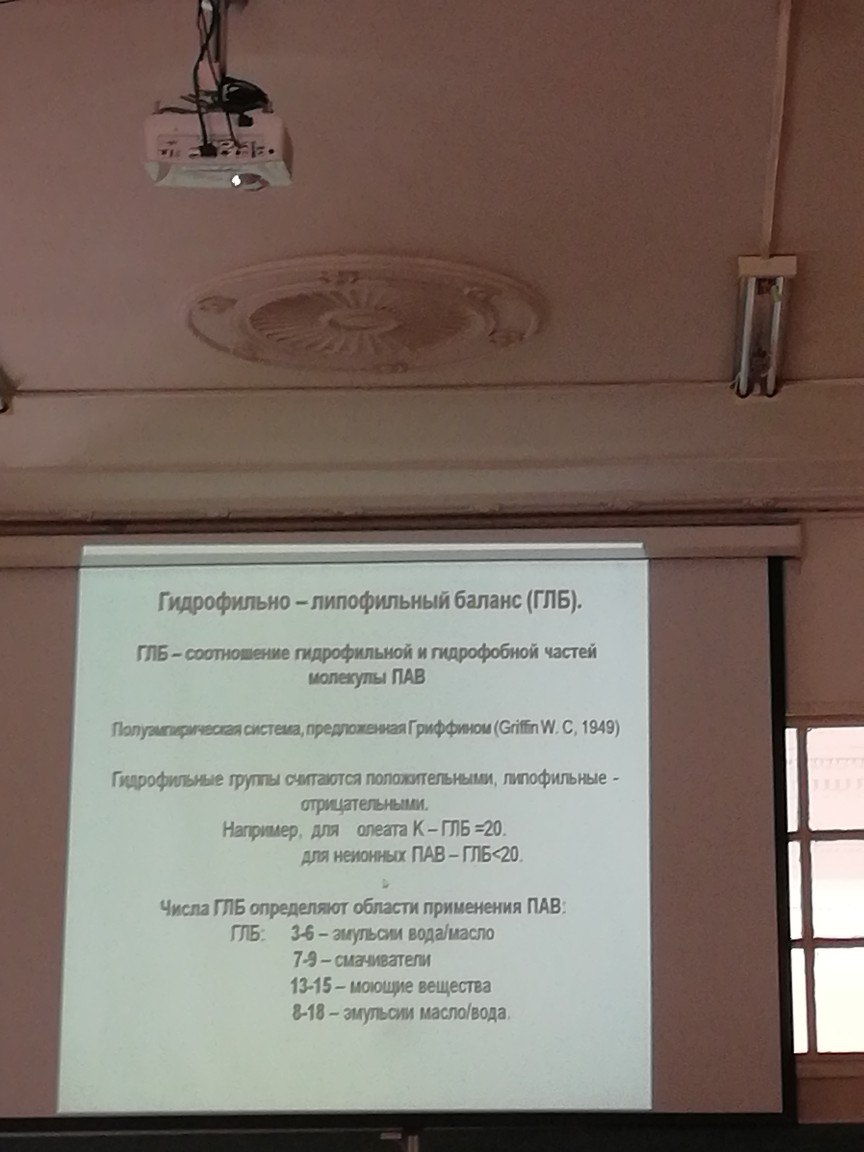 Гидрофильно – липофильный баланс (ГЛБ).
ГЛБ – соотношение гидрофильной и гидрофобной частей
молекулы ПАВ
Полуэмпирическая система, предложенная Гриффином (Griffin W. C, 1949)
Гидрофильные группы считаются положительными, липофильные -
отрицательными.
Например, для олеата К – ГЛБ =20.
для неионных ПАВ – ГЛБ<20.
Числа ГЛБ определяют области применения ПАВ:
ГЛБ: 3-6 – эмульсии вода/масло
7-9 – смачиватели
13-15 – моющие вещества
8-18 – эмульсии масло/вода.